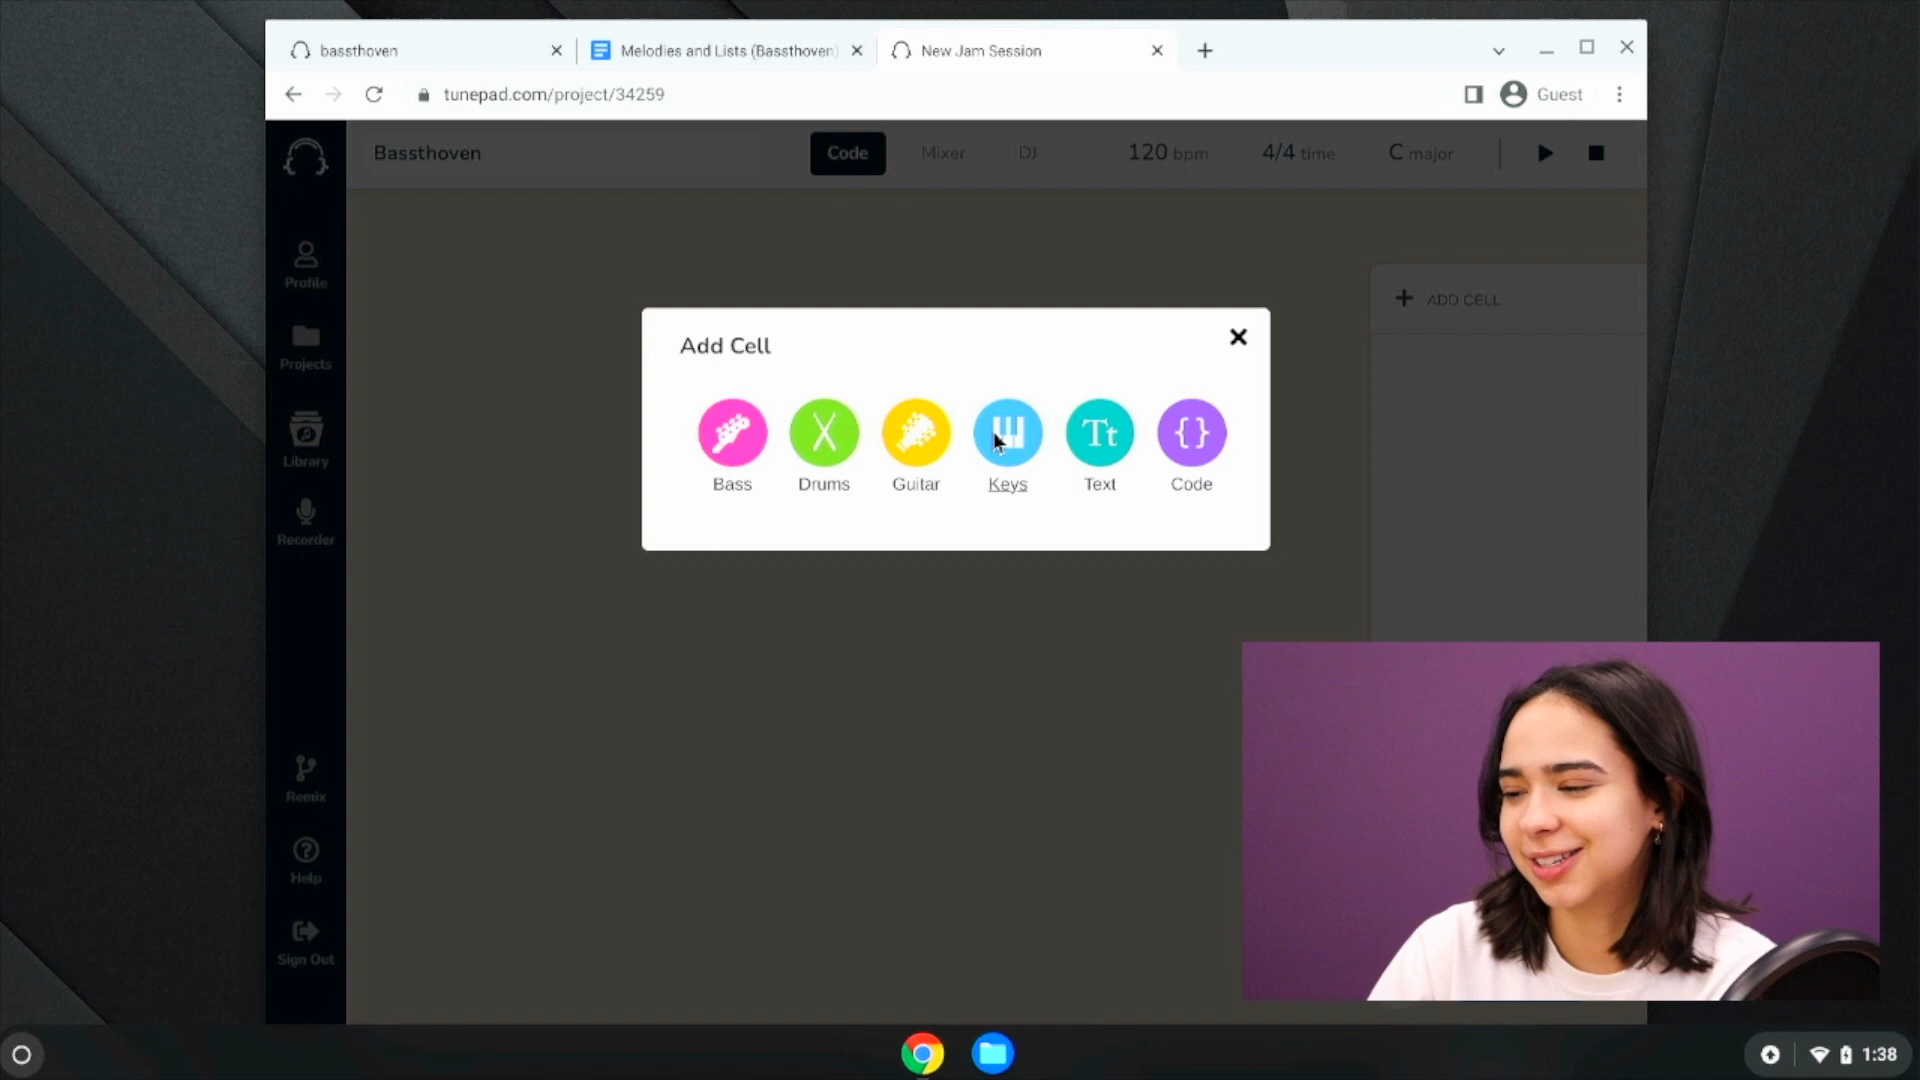 bassthoven
Melodies and Lists (Bassthoven)
New Jam Session
tunepad.com/project/34259
Guest
Bassthoven
Code
Mixer
DJ
120 bpm
4/4 time
C major
Profile
Projects
Library
Recorder
Remix
Help
Sign Out
ADD CELL
Add Cell
Tt
{}
Bass
Drums
Guitar
Keys
Text
Code
1:38